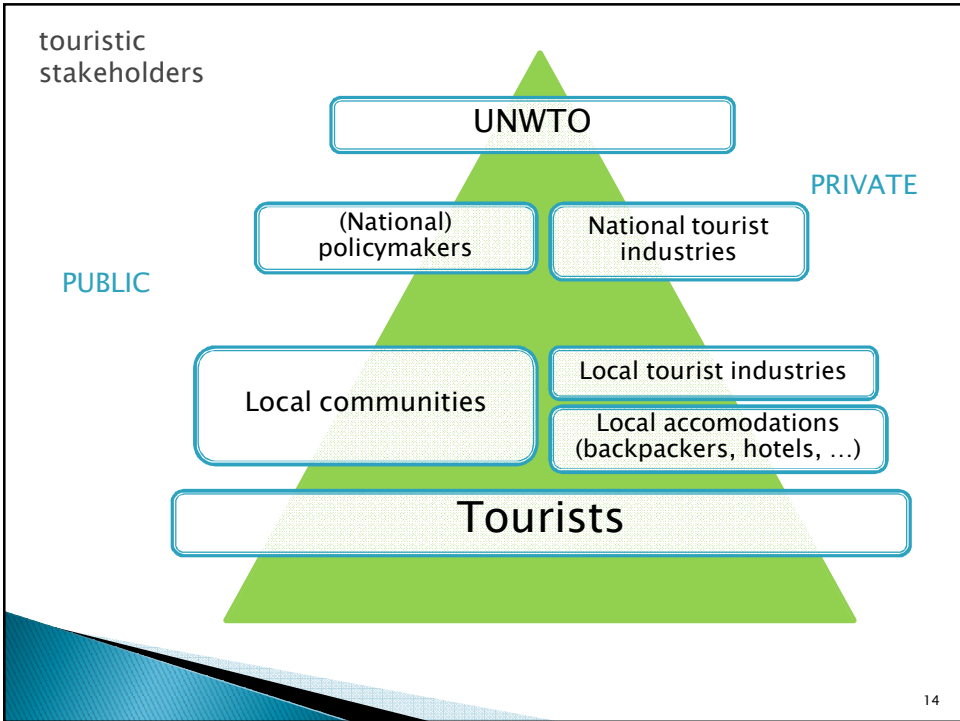 touristic
stakeholders
UNWTO
PRIVATE
(National)
policymakers
National tourist
industries
PUBLIC
Local communities
Local tourist industries
Local accomodations
(backpackers, hotels, …)
Tourists
14